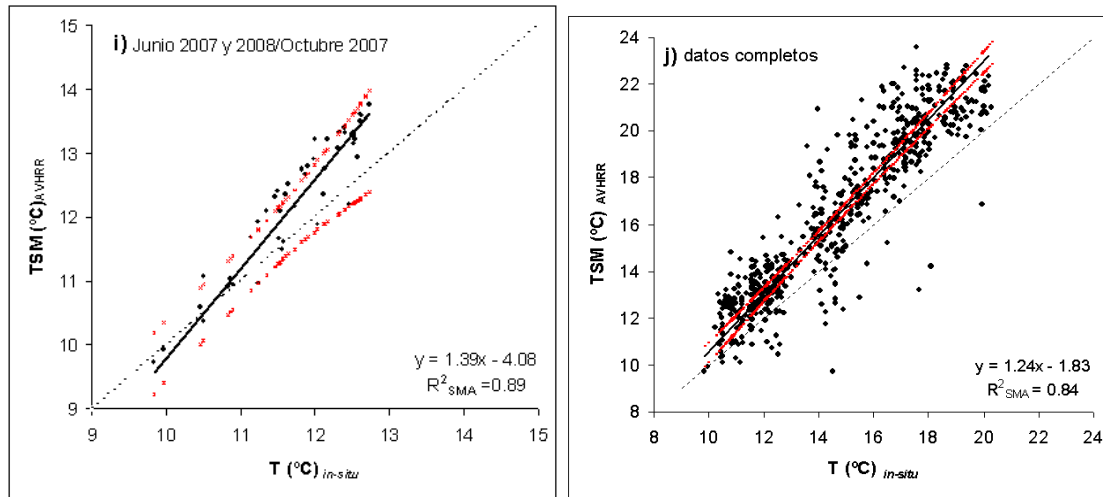 i) Junio 2007 y 2008/Octubre 2007
TSM (ºC)AVHRR
15
14
13
12
11
10
9
9 10 11 12 13 14 15
y = 1.39x - 4.08
R²SMA =0.89
T (ºC) in-situ
j) datos completos
TSM (ºC) AVHRR
24
22
20
18
16
14
12
10
8
8 10 12 14 16 18 20 22 24
y = 1.24x - 1.83
R²SMA = 0.84
T (ºC) in-situ